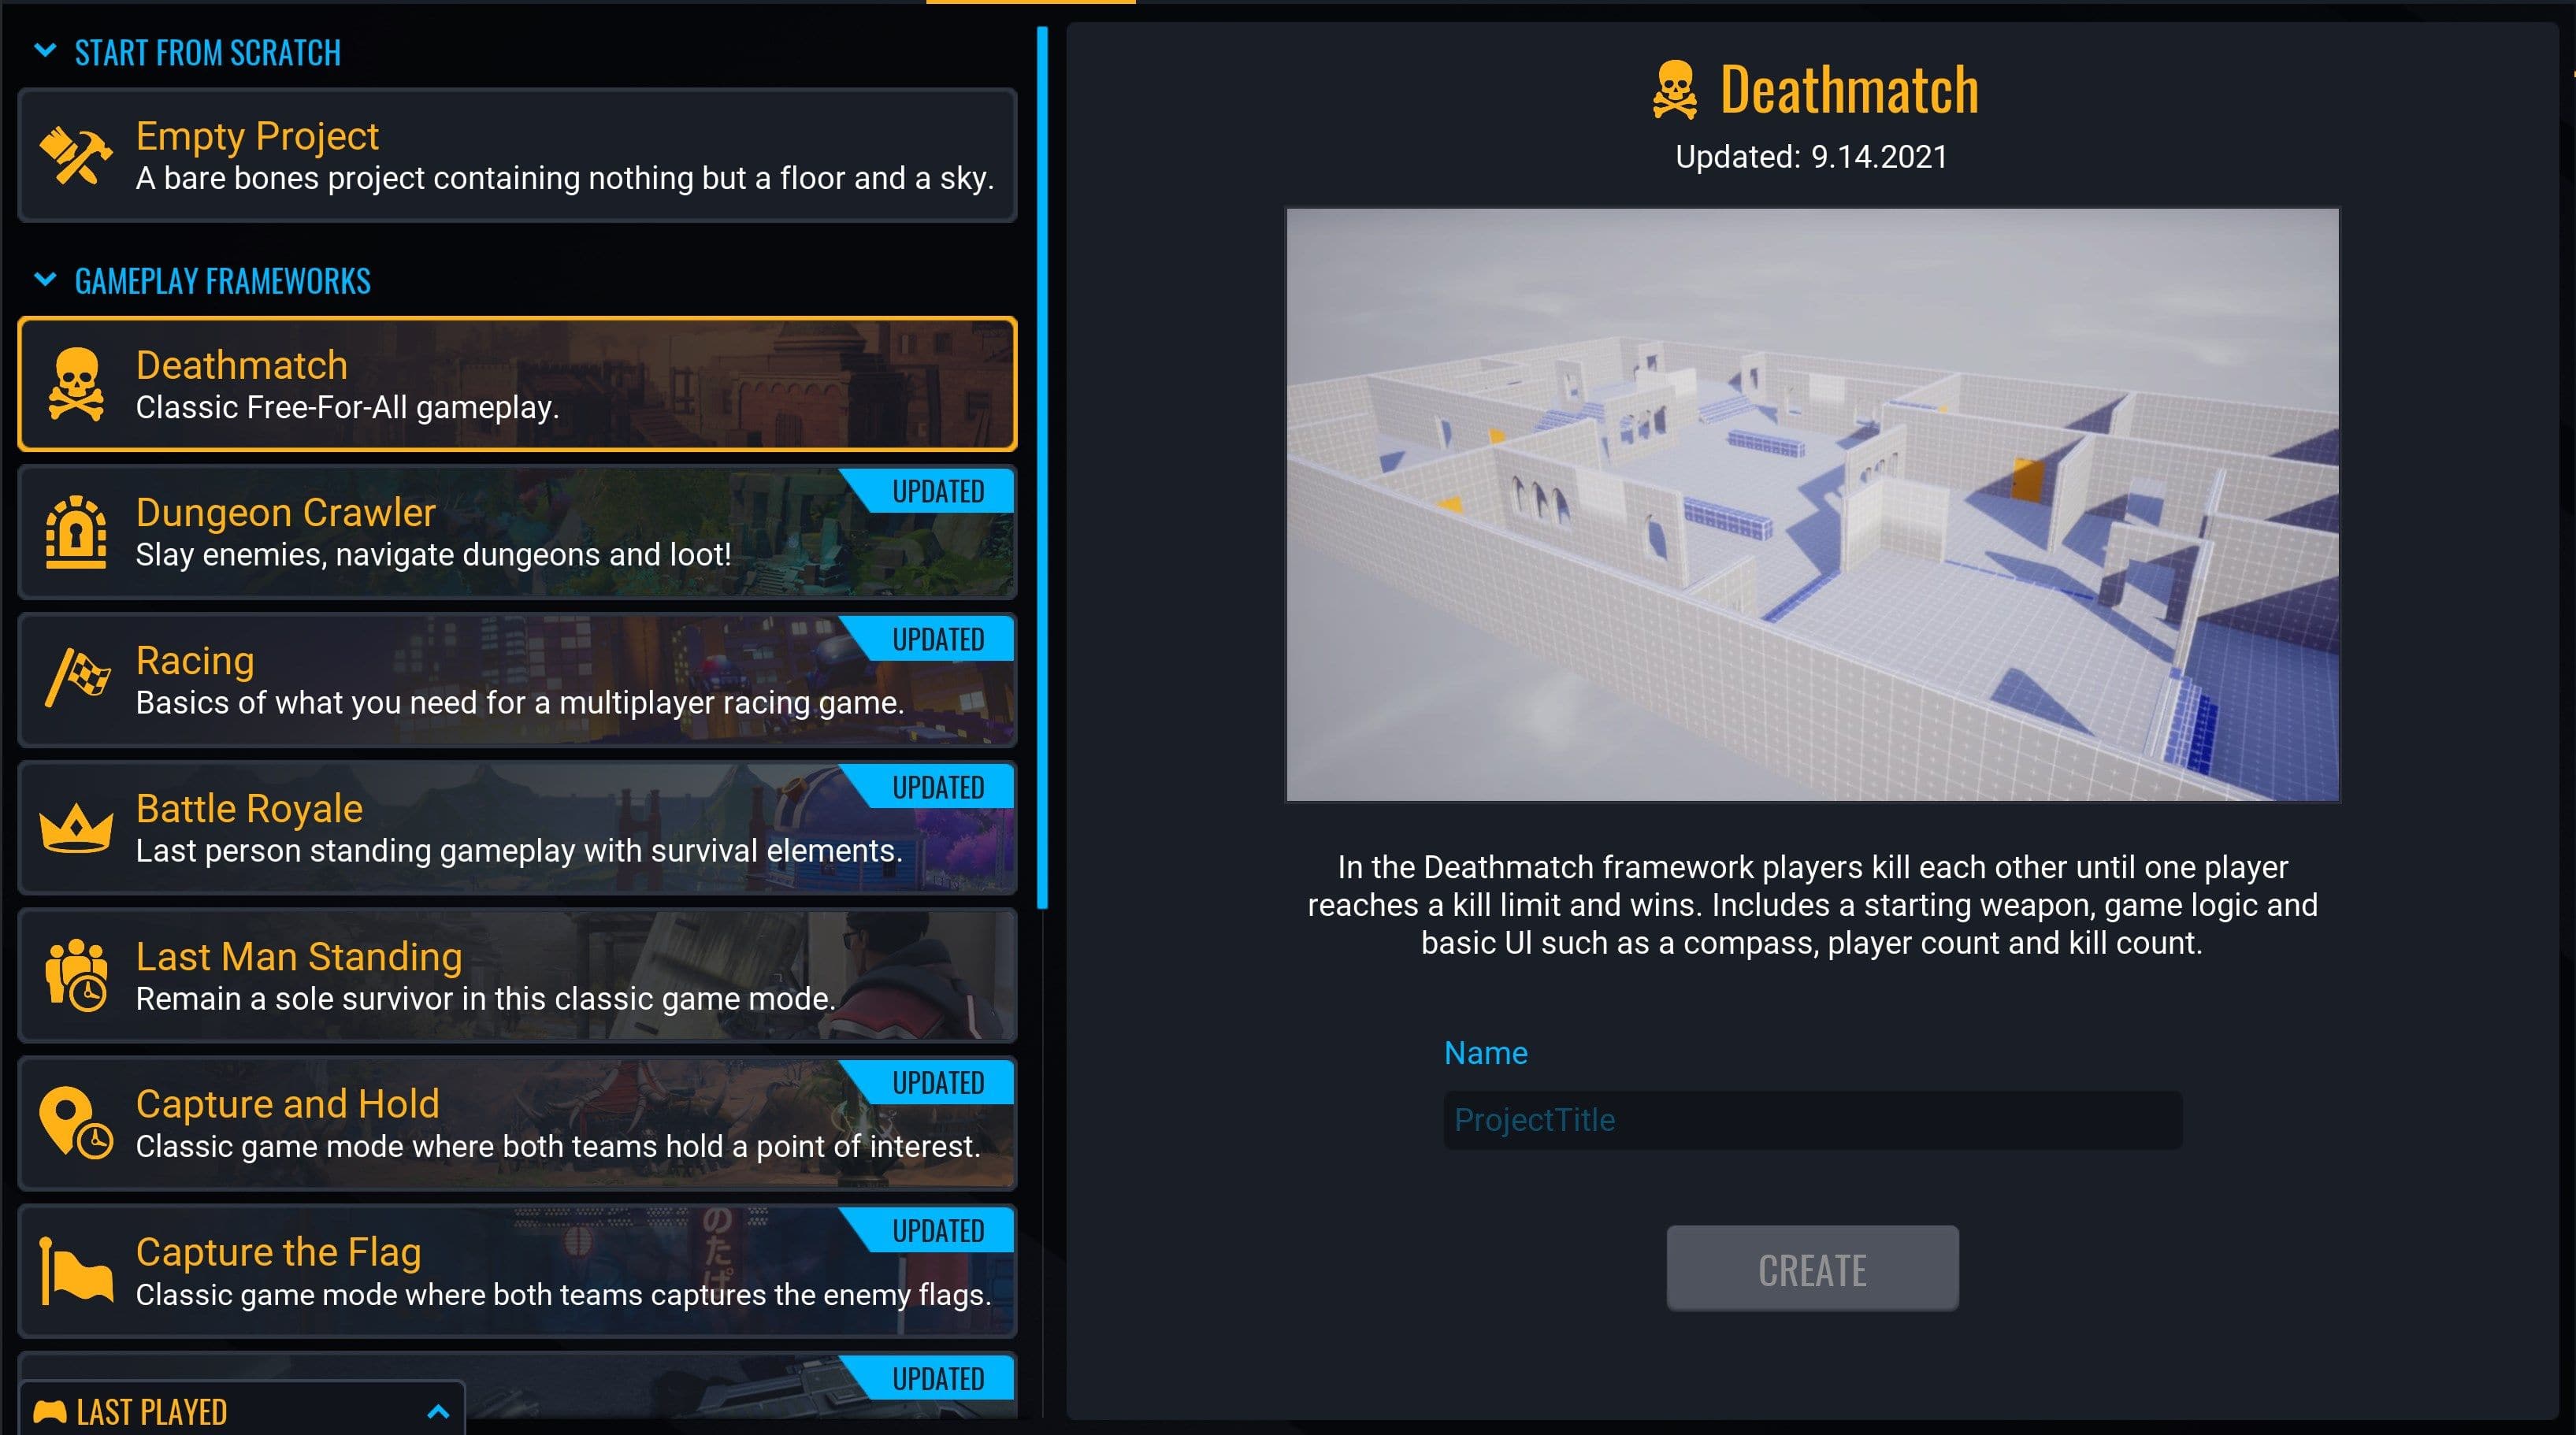 START FROM SCRATCH
Empty Project
A bare bones project containing nothing but a floor and a sky.
GAMEPLAY FRAMEWORKS
Deathmatch
Classic Free-For-All gameplay.
UPDATED
Dungeon Crawler
Slay enemies, navigate dungeons and loot!
UPDATED
Racing
Basics of what you need for a multiplayer racing game.
UPDATED
Battle Royale
Last person standing gameplay with survival elements.
Last Man Standing
Remain a sole survivor in this classic game mode.
UPDATED
Capture and Hold
Classic game mode where both teams hold a point of interest.
UPDATED
Capture the Flag
のたぱ
Classic game mode where both teams captures the enemy flags.
UPDATED
LAST PLAYED
Deathmatch
Updated: 9.14.2021
In the Deathmatch framework players kill each other until one player
reaches a kill limit and wins. Includes a starting weapon, game logic and
basic UI such as a compass, player count and kill count.
Name
ProjectTitle
CREATE